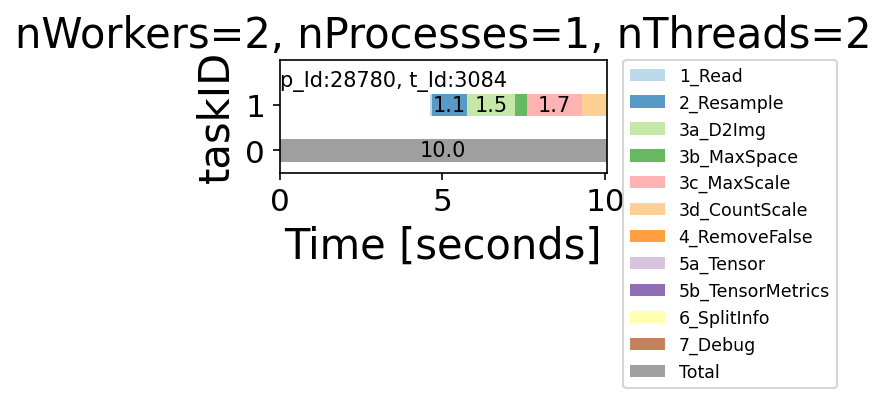 nWorkers=2, nProcesses=1, nThreads=2
taskID
p_Id:28780, t_Id:3084
1
1.1 1.5 1.7
0
10.0
0 5 10
Time [seconds]
1_Read
2_Resample
3a_D2Img
3b_MaxSpace
3c_MaxScale
3d_CountScale
4_RemoveFalse
5a_Tensor
5b_TensorMetrics
6_SplitInfo
7_Debug
Total